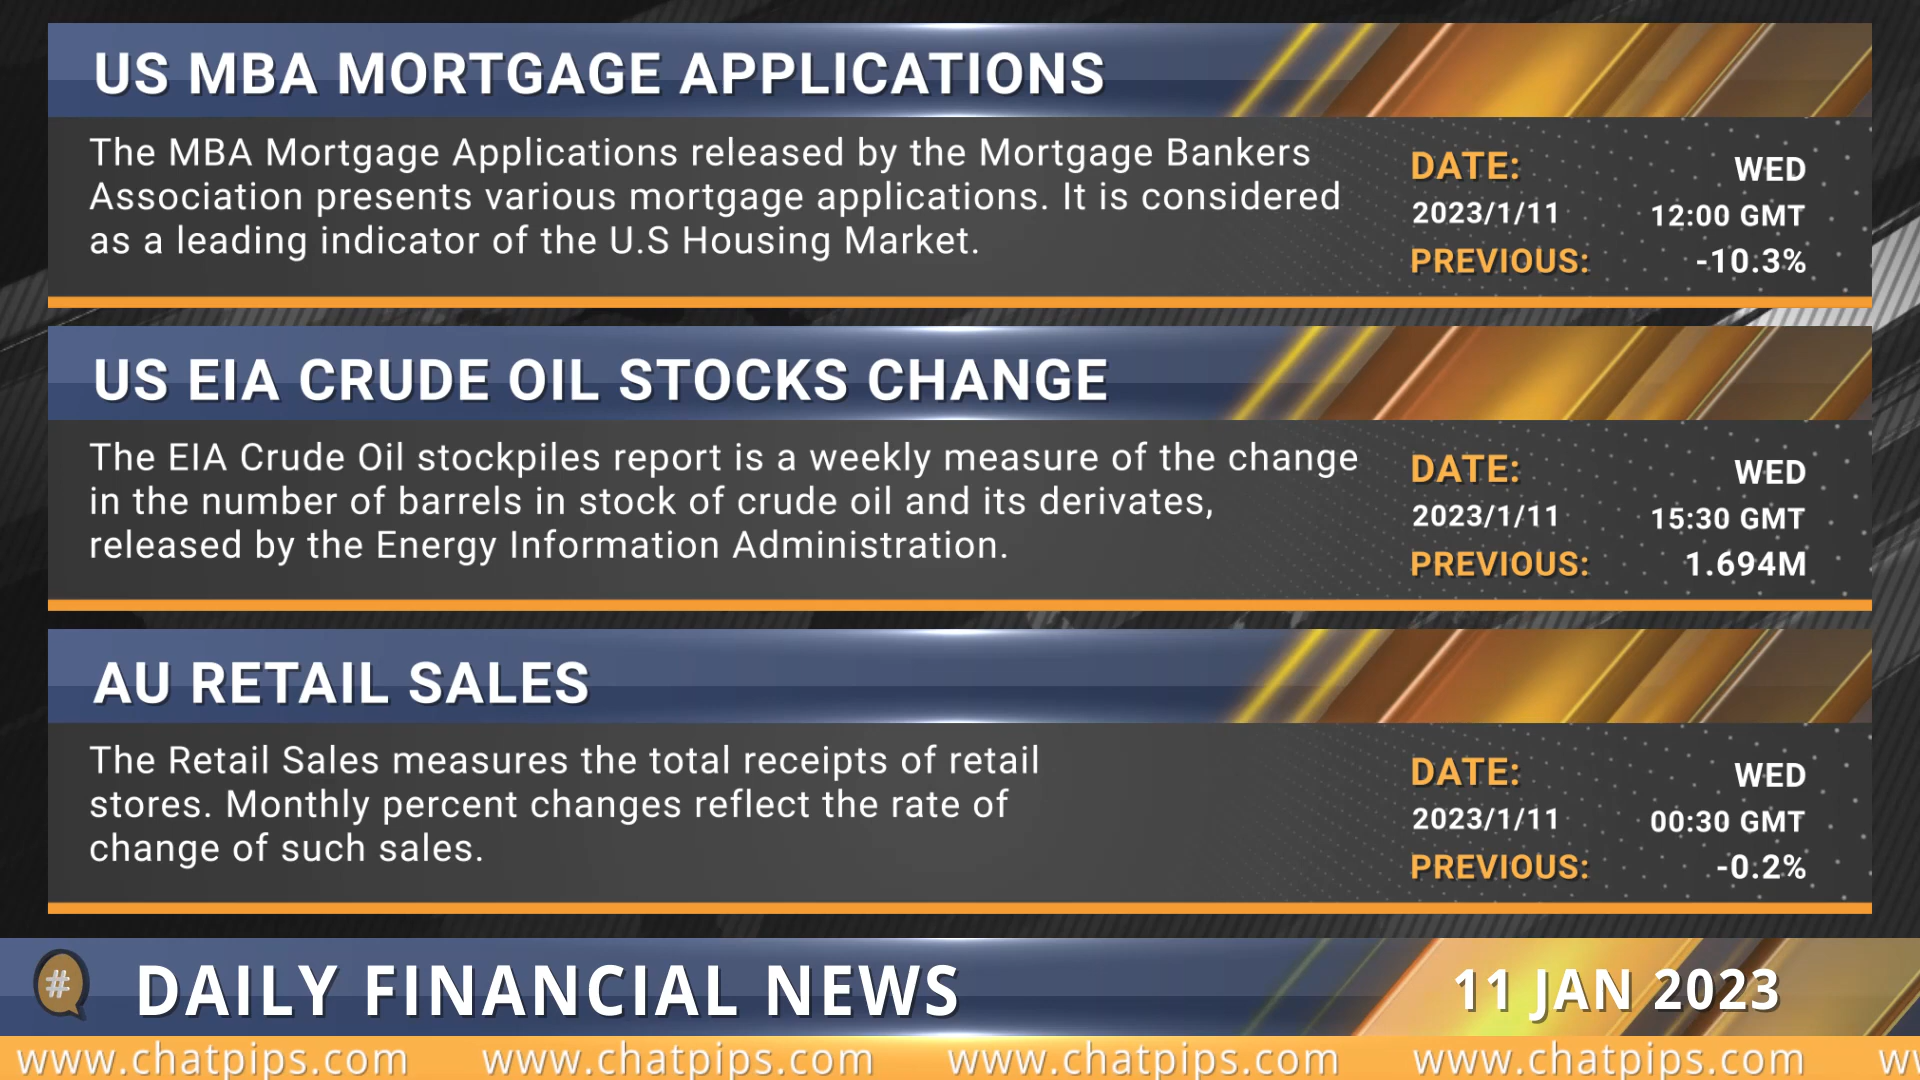 US MBA MORTGAGE APPLICATIONS
The MBA Mortgage Applications released by the Mortgage Bankers
Association presents various mortgage applications. It is considered
as a leading indicator of the U.S Housing Market.
DATE: WED
2023/1/11 12:00 GMT
PREVIOUS: -10.3%
US EIA CRUDE OIL STOCKS CHANGE
The EIA Crude Oil stockpiles report is a weekly measure of the change
in the number of barrels in stock of crude oil and its derivates,
released by the Energy Information Administration.
DATE: WED
2023/1/11 15:30 GMT
PREVIOUS: 1.694M
AU RETAIL SALES
The Retail Sales measures the total receipts of retail
stores. Monthly percent changes reflect the rate of
change of such sales.
DATE: WED
2023/1/11 00:30 GMT
PREVIOUS: -0.2%
# DAILY FINANCIAL NEWS 11 JAN 2023
www.chatpips.com www.chatpips.com www.chatpips.com www.chatpips.com